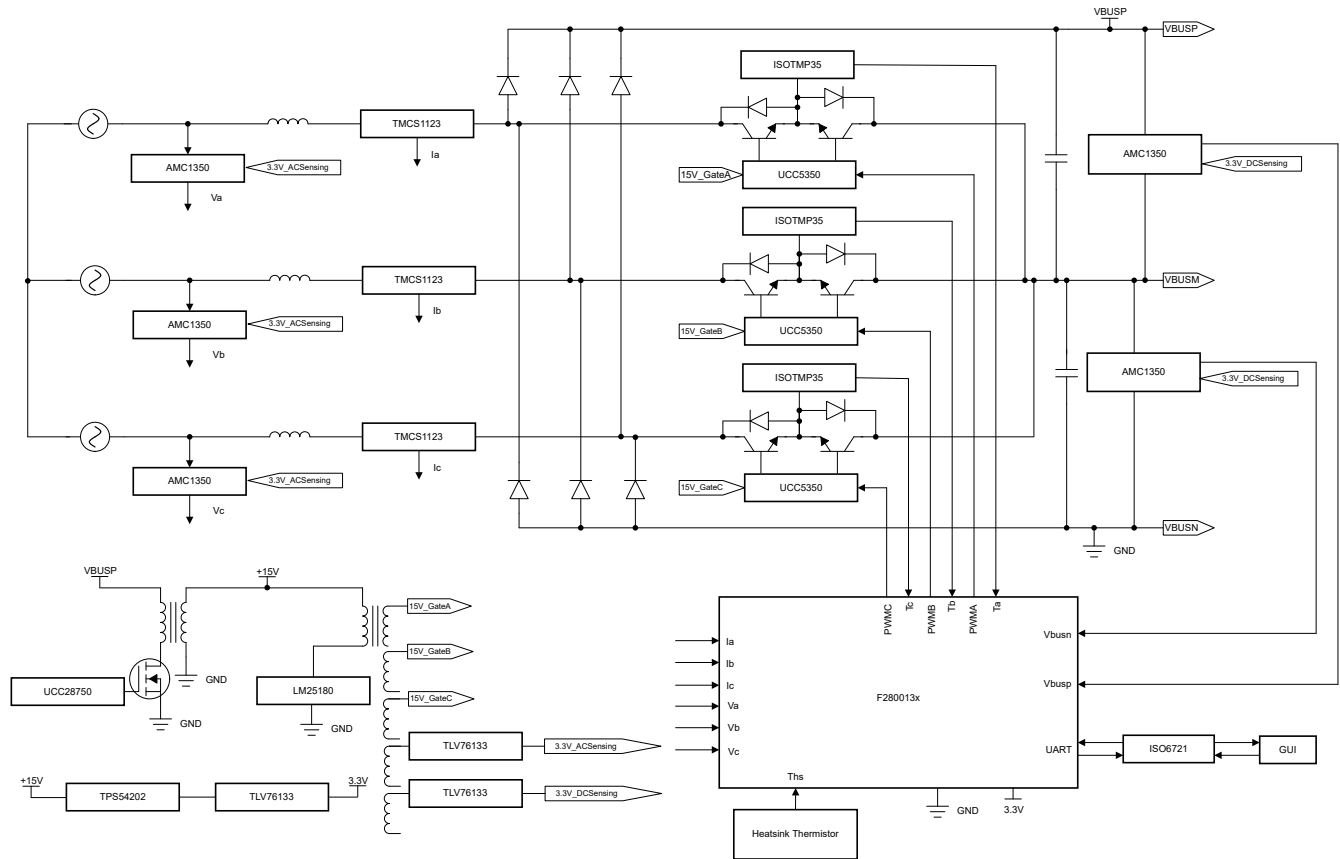 VBUSP
VBUSP
ISOTMP35
TMCS1123
AMC1350
3.3V_ACSensing
Ia
Va
15V_GateA
UCC5350
AMC1350
3.3V_DCSensing
ISOTMP35
TMCS1123
VBUSM
AMC1350
3.3V_ACSensing
Ib
Vb
15V_GateB
UCC5350
ISOTMP35
AMC1350
3.3V_DCSensing
TMCS1123
AMC1350
3.3V_ACSensing
Ic
Vc
15V_GateC
UCC5350
VBUSN
GND
VBUSP
+15V
15V_GateA
15V_GateB
15V_GateC
UCC28750
GND
GND
LM25180
GND
TLV76133
3.3V_ACSensing
TLV76133
3.3V_DCSensing
+15V
TPS54202
TLV76133
3.3V
PWMC
Tc
PWMB
Tb
PWMA
Ta
Ia
Ib
Ic
Va
Vb
Vc
F280013x
Vbusn
Vbusp
UART
ISO6721
GUI
Ths
GND
3.3V
Heatsink Thermistor